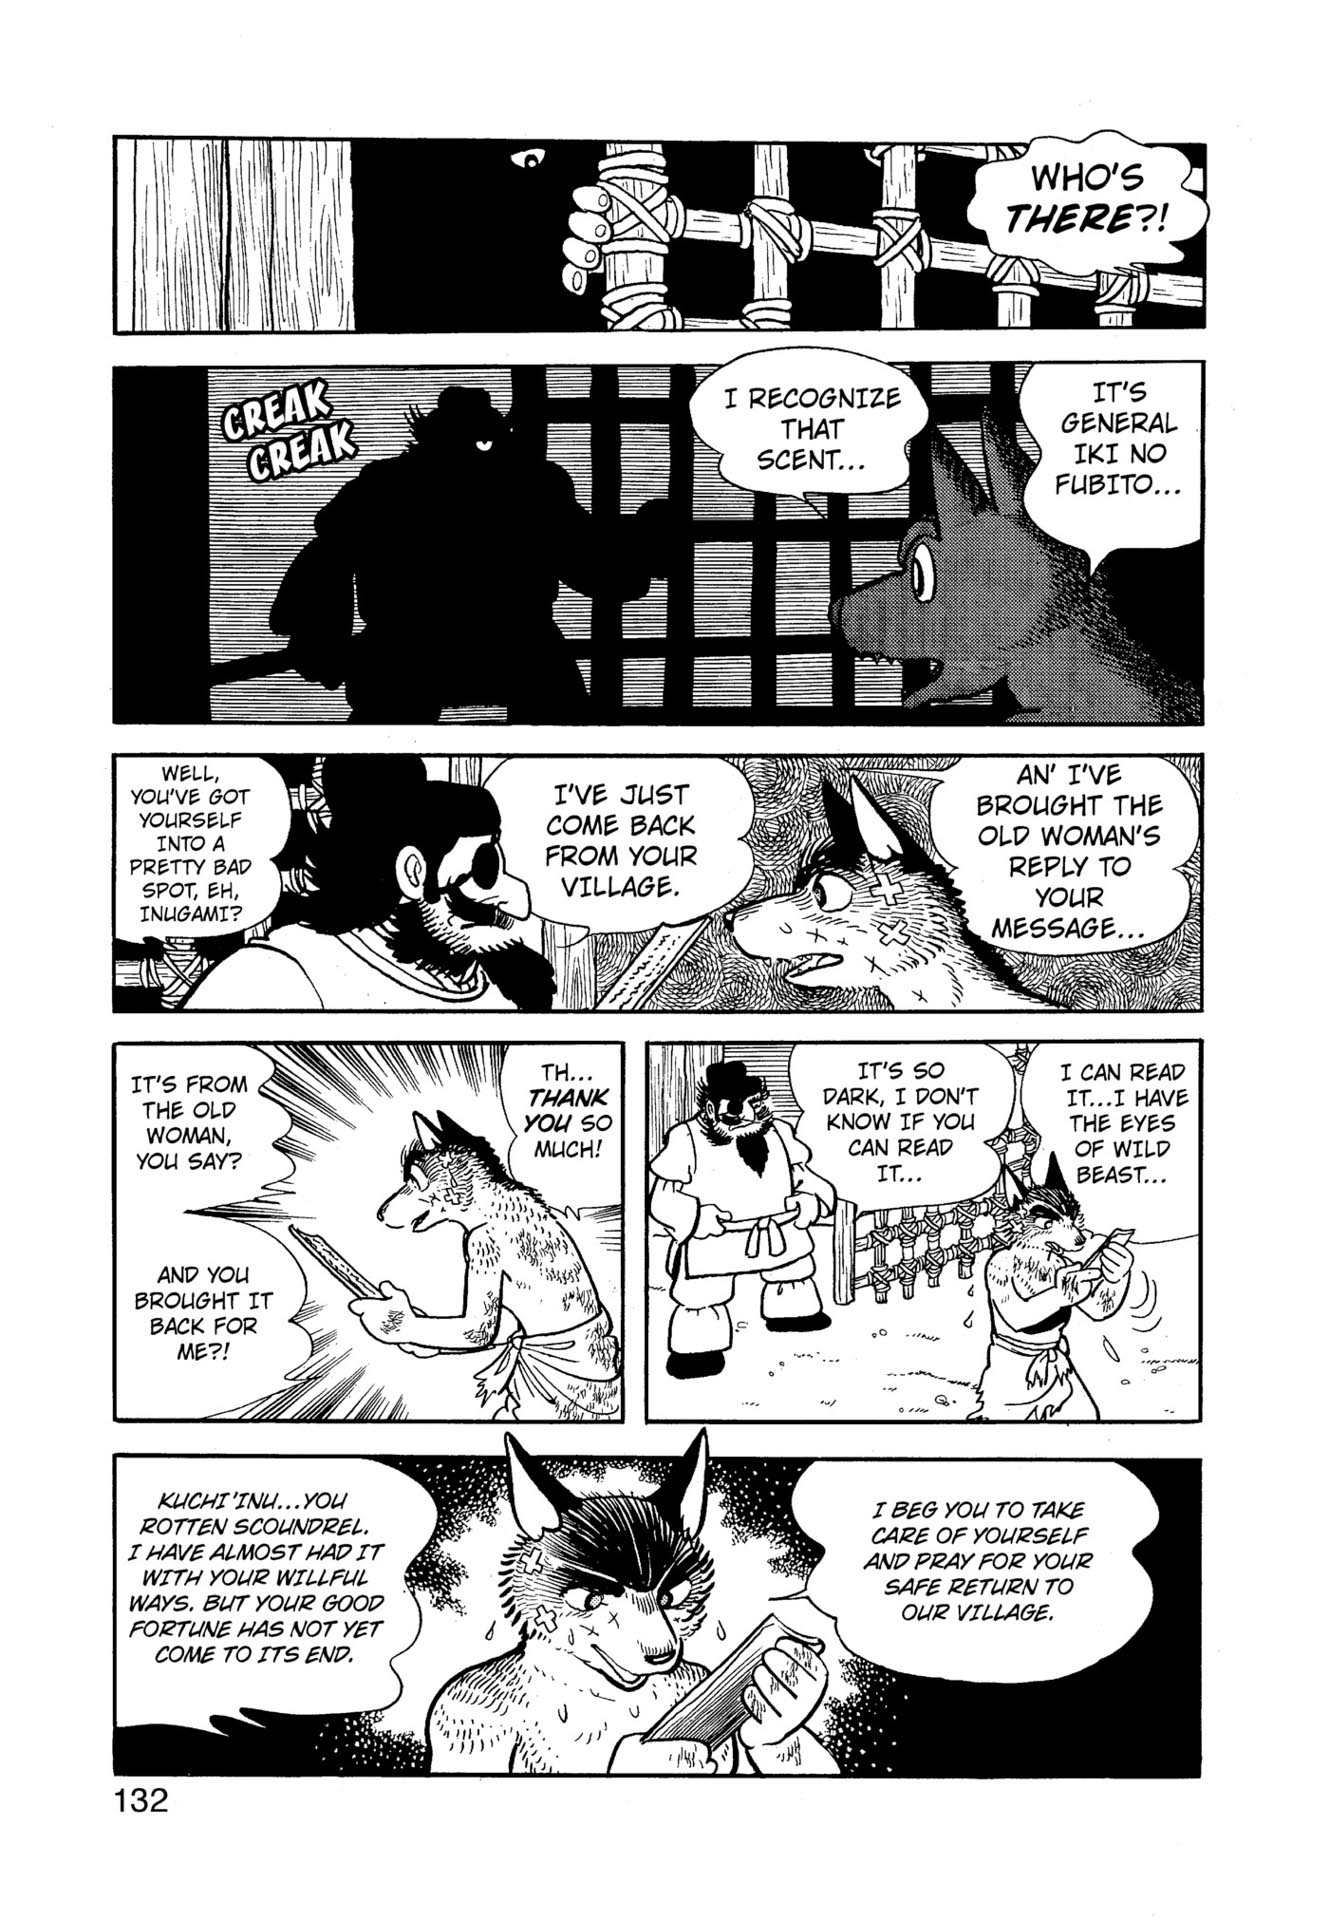 WHO'S
THERE?!
CREAK
CREAK
I RECOGNIZE
THAT
SCENT...
IT'S
GENERAL
IKI NO
FUBITO...
WELL,
YOU'VE GOT
YOURSELF
INTO A
PRETTY BAD
SPOT, EH,
INUGAMI?
I'VE JUST
COME BACK
FROM YOUR
VILLAGE.
AN' I'VE
BROUGHT THE
OLD WOMAN'S
REPLY TO
YOUR
MESSAGE...
IT'S FROM
THE OLD
WOMAN,
YOU SAY?
AND YOU
BROUGHT IT
BACK FOR
ME?!
TH...
THANK
YOU SO
MUCH!
IT'S SO
DARK, I DON'T
KNOW IF YOU
CAN READ
IT...
I CAN READ
IT...I HAVE
THE EYES
OF WILD
BEAST...
KUCHI'INU...YOU
ROTTEN SCOUNDREL.
I HAVE ALMOST HAD IT
WITH YOUR WILLFUL
WAYS. BUT YOUR GOOD
FORTUNE HAS NOT YET
COME TO ITS END.
I BEG YOU TO TAKE
CARE OF YOURSELF
AND PRAY FOR YOUR
SAFE RETURN TO
OUR VILLAGE.
132